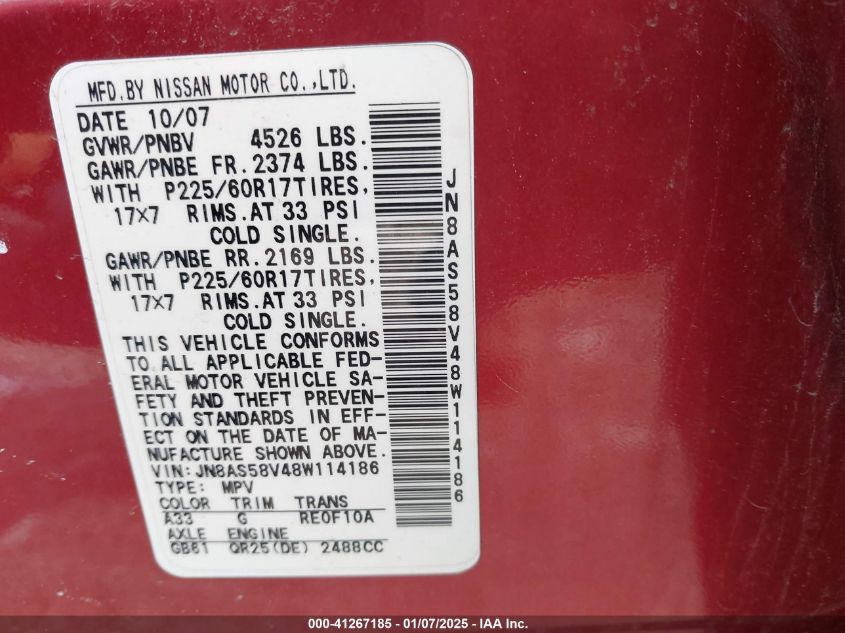 MFD.BY NISSAN MOTOR CO.,LTD.
DATE 10/07
GVWR/PNBV 4526 LBS.
GAWR/PNBE FR.2374 LBS.
WITH P225/60R17TIRES,
17X7 RIMS.AT 33 PSI
COLD SINGLE.
GAWR/PNBE RR.2169 LBS.
WITH P225/60R17TIRES,
17X7 RIMS.AT 33 PSI
COLD SINGLE.
THIS VEHICLE CONFORMS
TO ALL APPLICABLE FED-
ERAL MOTOR VEHICLE SA-
FETY AND THEFT PREVEN-
TION STANDARDS IN EFF-
ECT ON THE DATE OF MA-
NUFACTURE SHOWN ABOVE.
VIN:JN8AS58V48W114186
TYPE: MPV
COLOR TRIM TRANS
A33 G RE0F10A
AXLE ENGINE
GB61 QR25(DE) 2488CC
JN8AS58V48W114186
000-41267185 - 01/07/2025 - IAA Inc.